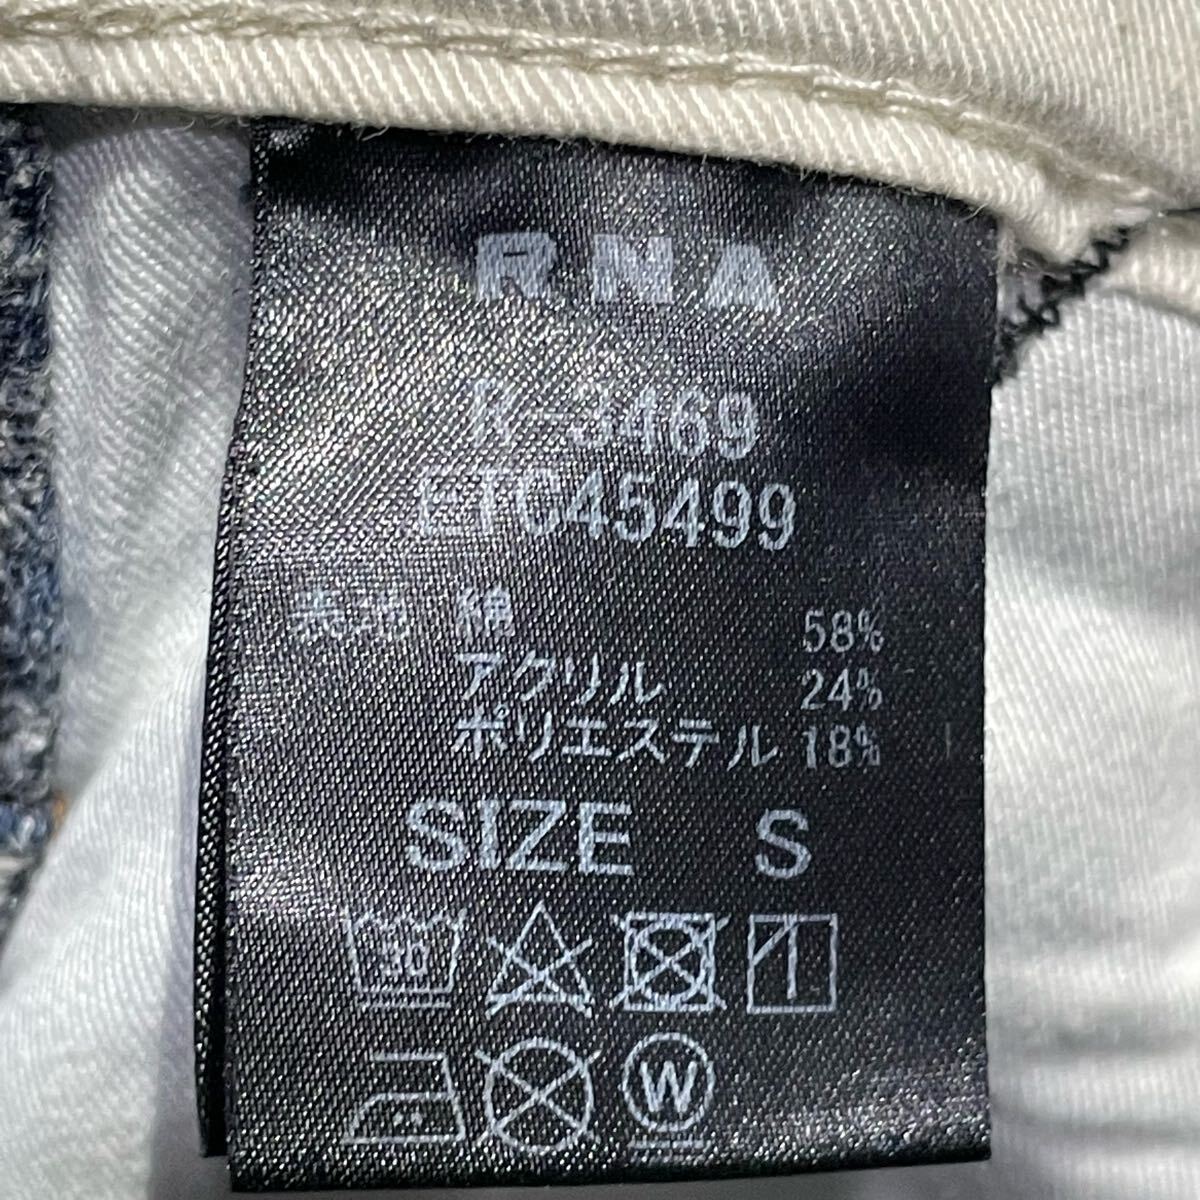 RNA
R-3469
ETC45499
表地 綿 58%
アクリル 24%
ポリエステル 18%
SIZE S
30
W